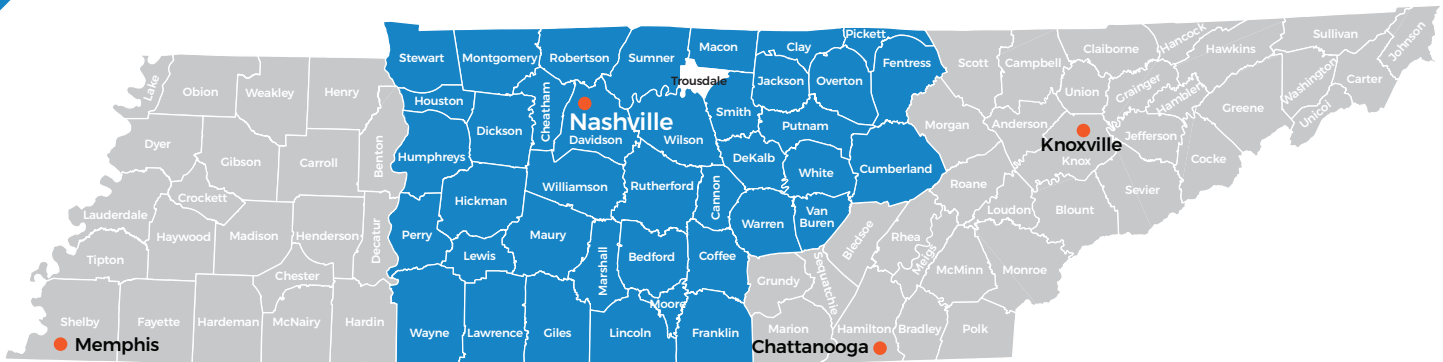 Stewart
Montgomery
Robertson
Sumner
Macon
Clay
Pickett
Fentress
Scott
Campbell
Claiborne
Hancock
Hawkins
Sullivan
Johnson
Lake
Obion
Weakley
Henry
Houston
Cheatham
Trousdale
Jackson
Overton
Union
Grainger
Hamblen
Washington
Carter
Unicoi
Greene
Dickson
Nashville
Davidson
Wilson
Smith
Putnam
Morgan
Anderson
Knoxville
Knox
Jefferson
Cocke
Dyer
Gibson
Carroll
Benton
Humphreys
DeKalb
White
Cumberland
Roane
Loudon
Blount
Sevier
Crockett
Lauderdale
Hickman
Williamson
Rutherford
Cannon
Warren
Van
Buren
Bledsoe
Rhea
Meigs
McMinn
Monroe
Tipton
Haywood
Madison
Henderson
Decatur
Perry
Lewis
Maury
Marshall
Bedford
Coffee
Grundy
Sequatchie
Chester
Moore
Shelby
Fayette
Hardeman
McNairy
Hardin
Wayne
Lawrence
Giles
Lincoln
Franklin
Marion
Hamilton
Bradley
Polk
Memphis
Chattanooga